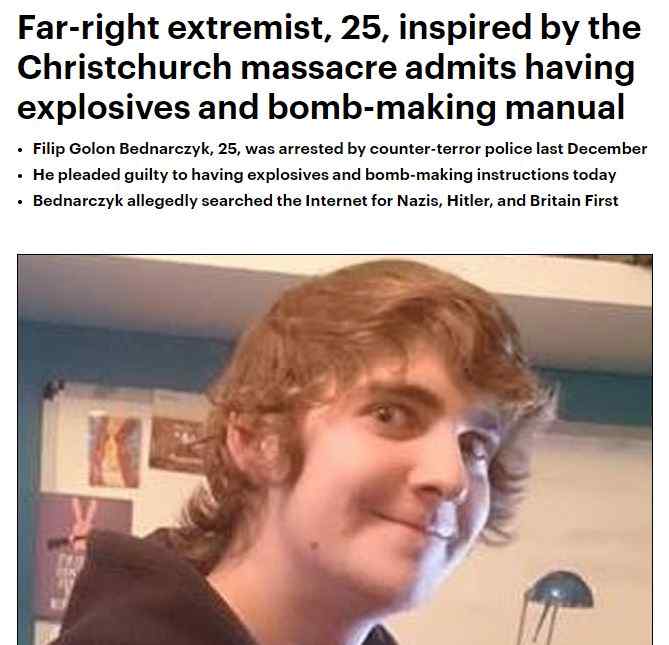 Far-right extremist, 25, inspired by the
Christchurch massacre admits having
explosives and bomb-making manual
• Filip Golon Bednarczyk, 25, was arrested by counter-terror police last December
• He pleaded guilty to having explosives and bomb-making instructions today
• Bednarczyk allegedly searched the Internet for Nazis, Hitler, and Britain First